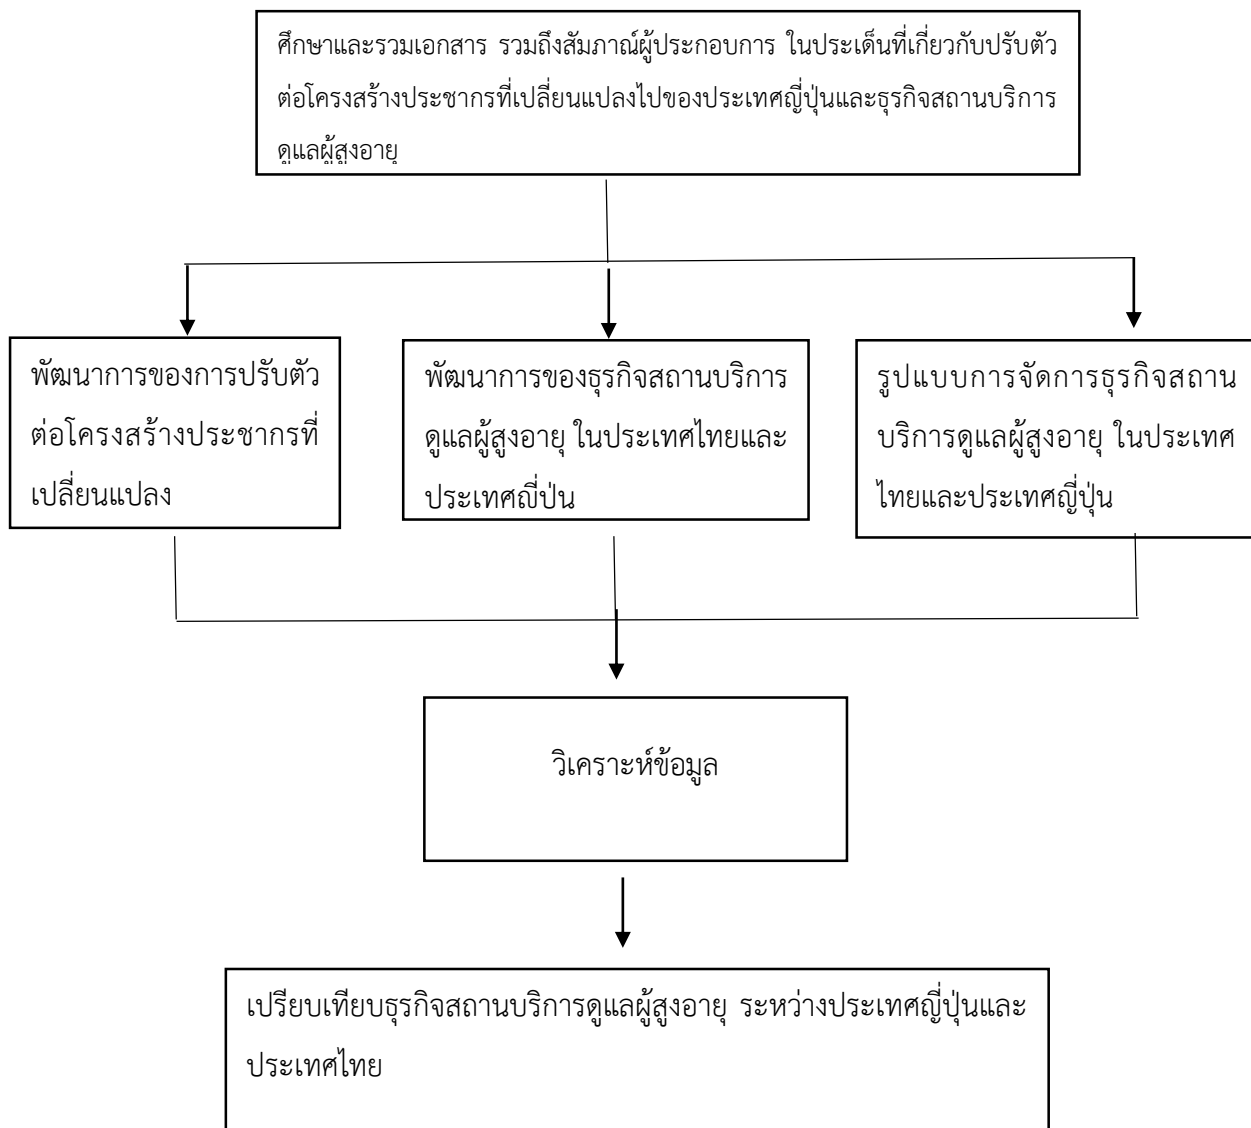 ศึกษาและรวมเอกสาร รวมถึงสัมภาณ์ผู้ประกอบการ ในประเด็นที่เกี่ยวกับปรับตัว
ต่อโครงสร้างประชากรที่เปลี่ยนแปลงไปของประเทศญี่ปุ่นและธุรกิจสถานบริการ
ดูแลผู้สูงอายุ
พัฒนาการของการปรับตัว
ต่อโครงสร้างประชากรที่
เปลี่ยนแปลง
พัฒนาการของธุรกิจสถานบริการ
ดูแลผู้สูงอายุ ในประเทศไทยและ
ประเทศญี่ปุ่น
รูปแบบการจัดการธุรกิจสถาน
บริการดูแลผู้สูงอายุ ในประเทศ
ไทยและประเทศญี่ปุ่น
วิเคราะห์ข้อมูล
เปรียบเทียบธุรกิจสถานบริการดูแลผู้สูงอายุ ระหว่างประเทศญี่ปุ่นและ
ประเทศไทย